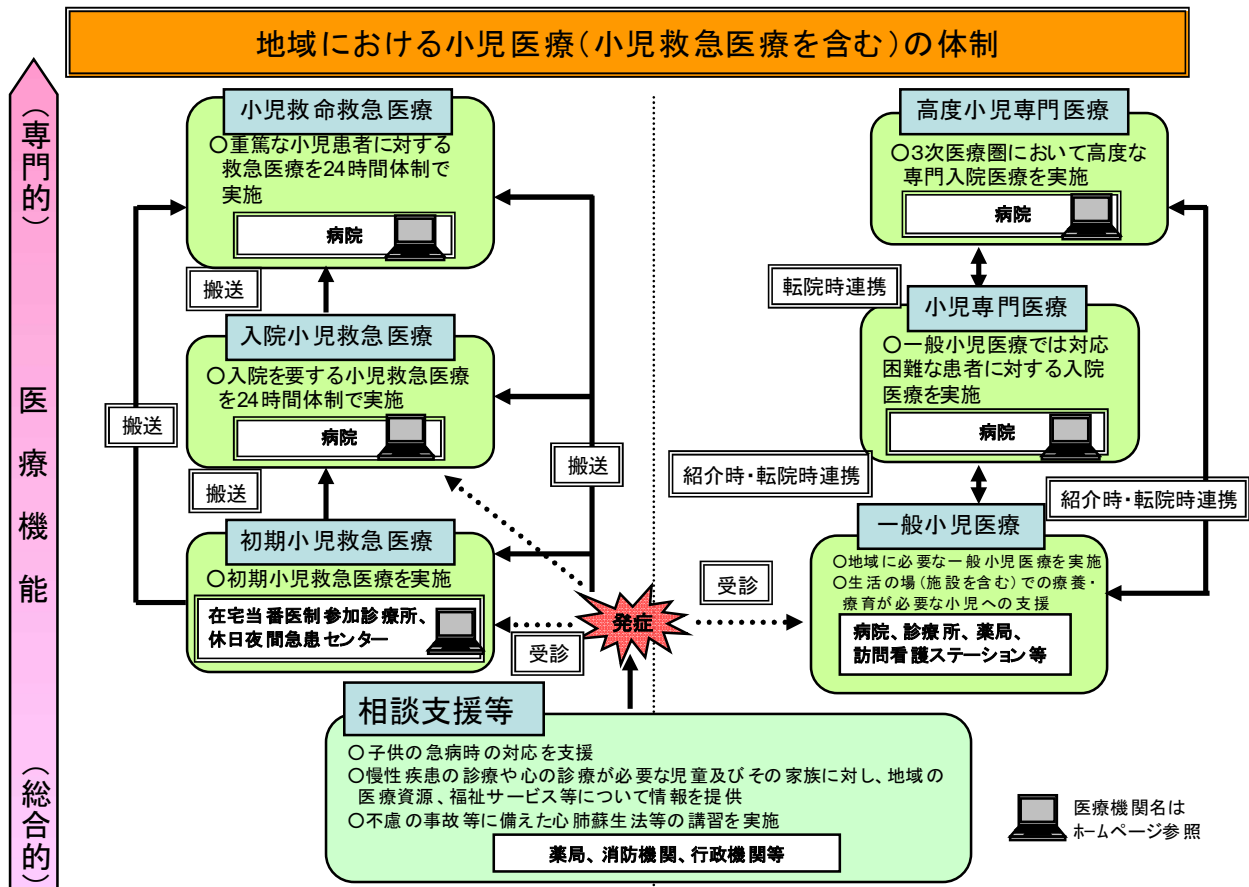 地域における小児医療(小児救急医療を含む)の体制
(専門的)
医療機能
(総合的)
小児救命救急医療
○重篤な小児患者に対する
救急医療を24時間体制で
実施
病院
搬送
入院小児救急医療
○入院を要する小児救急医療
を24時間体制で実施
病院
搬送
搬送
搬送
初期小児救急医療
○初期小児救急医療を実施
在宅当番医制参加診療所、
休日夜間急患センター
受診
発症
受診
高度小児専門医療
○3次医療圏において高度な
専門入院医療を実施
病院
転院時連携
小児専門医療
○一般小児医療では対応
困難な患者に対する入院
医療を実施
病院
紹介時・転院時連携
紹介時・転院時連携
一般小児医療
○地域に必要な一般小児医療を実施
○生活の場(施設を含む)での療養・
療育が必要な小児への支援
病院、診療所、薬局、
訪問看護ステーション等
相談支援等
○子供の急病時の対応を支援
○慢性疾患の診療や心の診療が必要な児童及びその家族に対し、地域の
医療資源、福祉サービス等について情報を提供
○不慮の事故等に備えた心肺蘇生法等の講習を実施
薬局、消防機関、行政機関等
医療機関名は
ホームページ参照